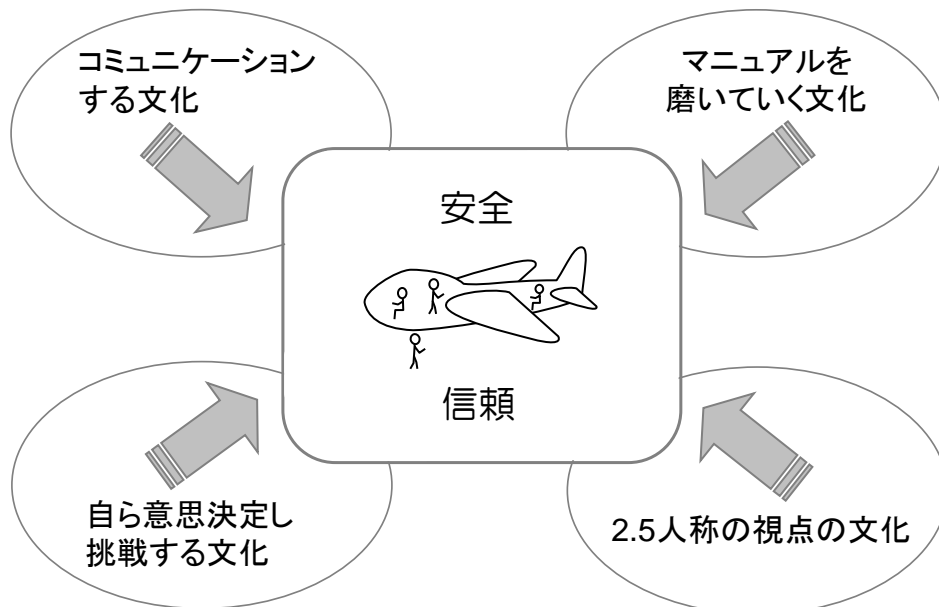 コミュニケーション
する文化
マニュアルを
磨いていく文化
安全
信頼
自ら意思決定し
挑戦する文化
2.5人称の視点の文化